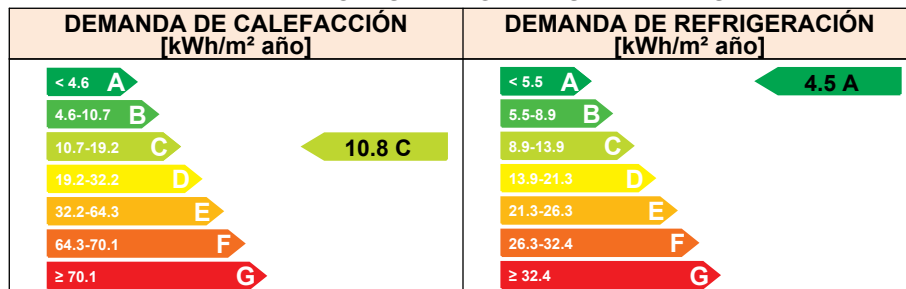 DEMANDA DE CALEFACCIÓN
[kWh/m² año]
< 4.6 A
4.6-10.7 B
10.7-19.2 C
10.8 C
19.2-32.2 D
32.2-64.3 E
64.3-70.1 F
≥ 70.1 G
DEMANDA DE REFRIGERACIÓN
[kWh/m² año]
< 5.5 A
4.5 A
5.5-8.9 B
8.9-13.9 C
13.9-21.3 D
21.3-26.3 E
26.3-32.4 F
≥ 32.4 G